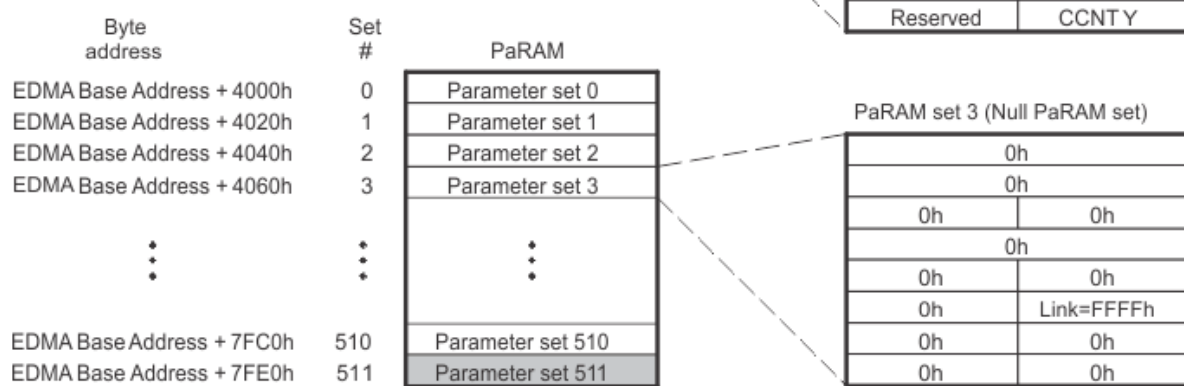 Reserved CCNT Y
Byte address Set # PaRAM
EDMA Base Address + 4000h 0 Parameter set 0
EDMA Base Address + 4020h 1 Parameter set 1
EDMA Base Address + 4040h 2 Parameter set 2
EDMA Base Address + 4060h 3 Parameter set 3
EDMA Base Address + 7FC0h 510 Parameter set 510
EDMA Base Address + 7FE0h 511 Parameter set 511
PaRAM set 3 (Null PaRAM set)
0h
0h
0h 0h
0h
0h 0h
0h Link=FFFFh
0h 0h
0h 0h